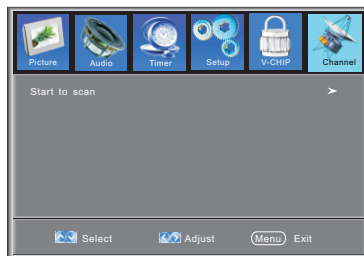 Picture Audio Timer Setup V-CHIP Channel
Start to scan
Select Adjust Menu Exit